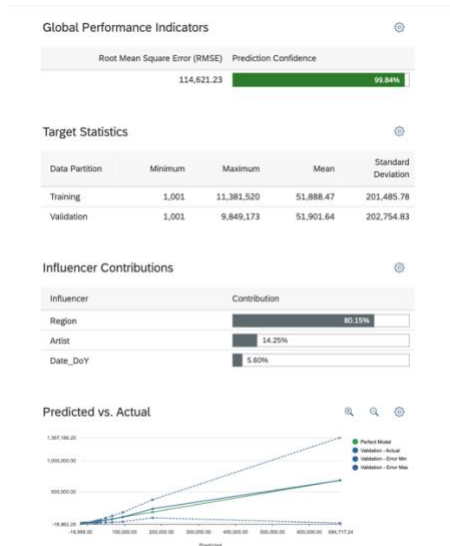 Global Performance Indicators
Root Mean Square Error (RMSE) Prediction Confidence
114,621.23 99.84%
Target Statistics
Data Partition Minimum Maximum Mean Standard Deviation
Training 1,001 11,381,520 51,888.47 201,485.78
Validation 1,001 9,849,173 51,901.64 202,754.83
Influencer Contributions
Influencer Contribution
Region 80.15%
Artist 14.25%
Date_DoY 5.60%
Predicted vs. Actual
Perfect Model
Validation - Actual
Validation - Error Min
Validation - Error Max
1,000,000.00
500,000.00
100,000.00 200,000.00 300,000.00 400,000.00 500,000.00 600,000.00
Predicted